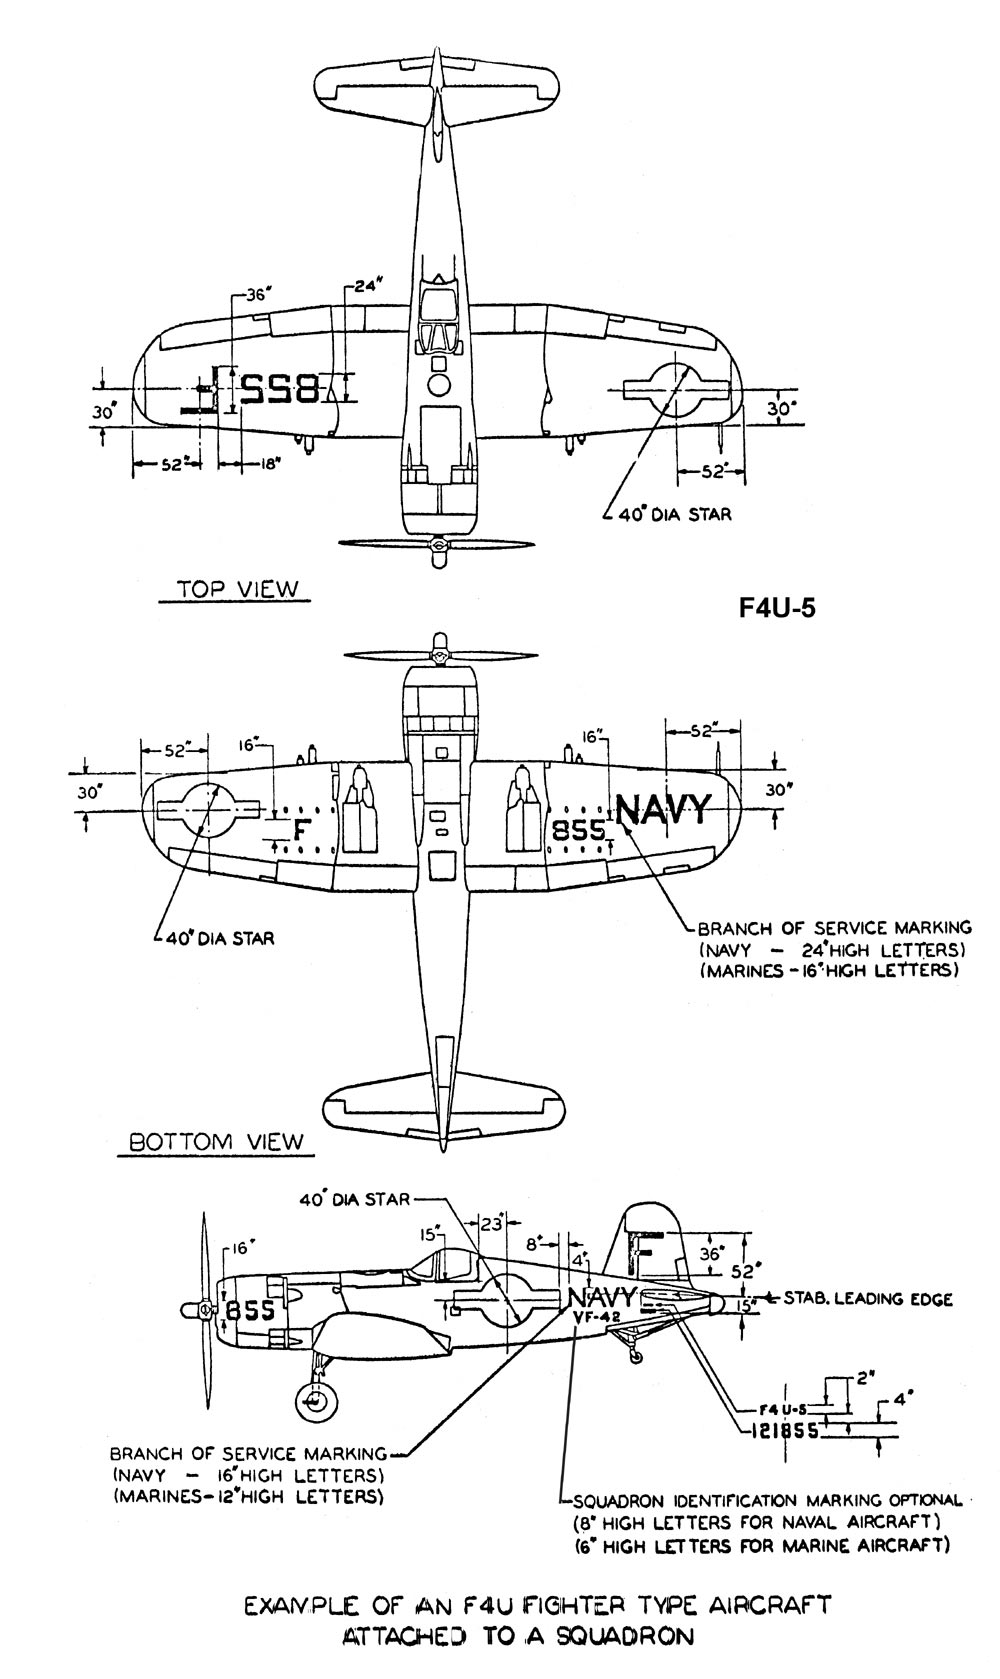 36"
24"
F 855
30"
30"
52"
18"
52"
40" DIA STAR
TOP VIEW
F4U-5
52"
16"
16"
52"
30"
30"
NAVY
F
855
40" DIA STAR
BRANCH OF SERVICE MARKING
(NAVY — 24" HIGH LETTERS)
(MARINES - 16" HIGH LETTERS)
BOTTOM VIEW
40" DIA STAR
23"
15"
16"
8"
4"
36"
52"
F
855
NAVY
VF-42
15"
STAB. LEADING EDGE
2"
4"
F4U-5
121855
BRANCH OF SERVICE MARKING
(NAVY — 16" HIGH LETTERS)
(MARINES - 12" HIGH LETTERS)
SQUADRON IDENTIFICATION MARKING OPTIONAL
(8" HIGH LETTERS FOR NAVAL AIRCRAFT)
(6" HIGH LETTERS FOR MARINE AIRCRAFT)
EXAMPLE OF AN F4U FIGHTER TYPE AIRCRAFT
ATTACHED TO A SQUADRON